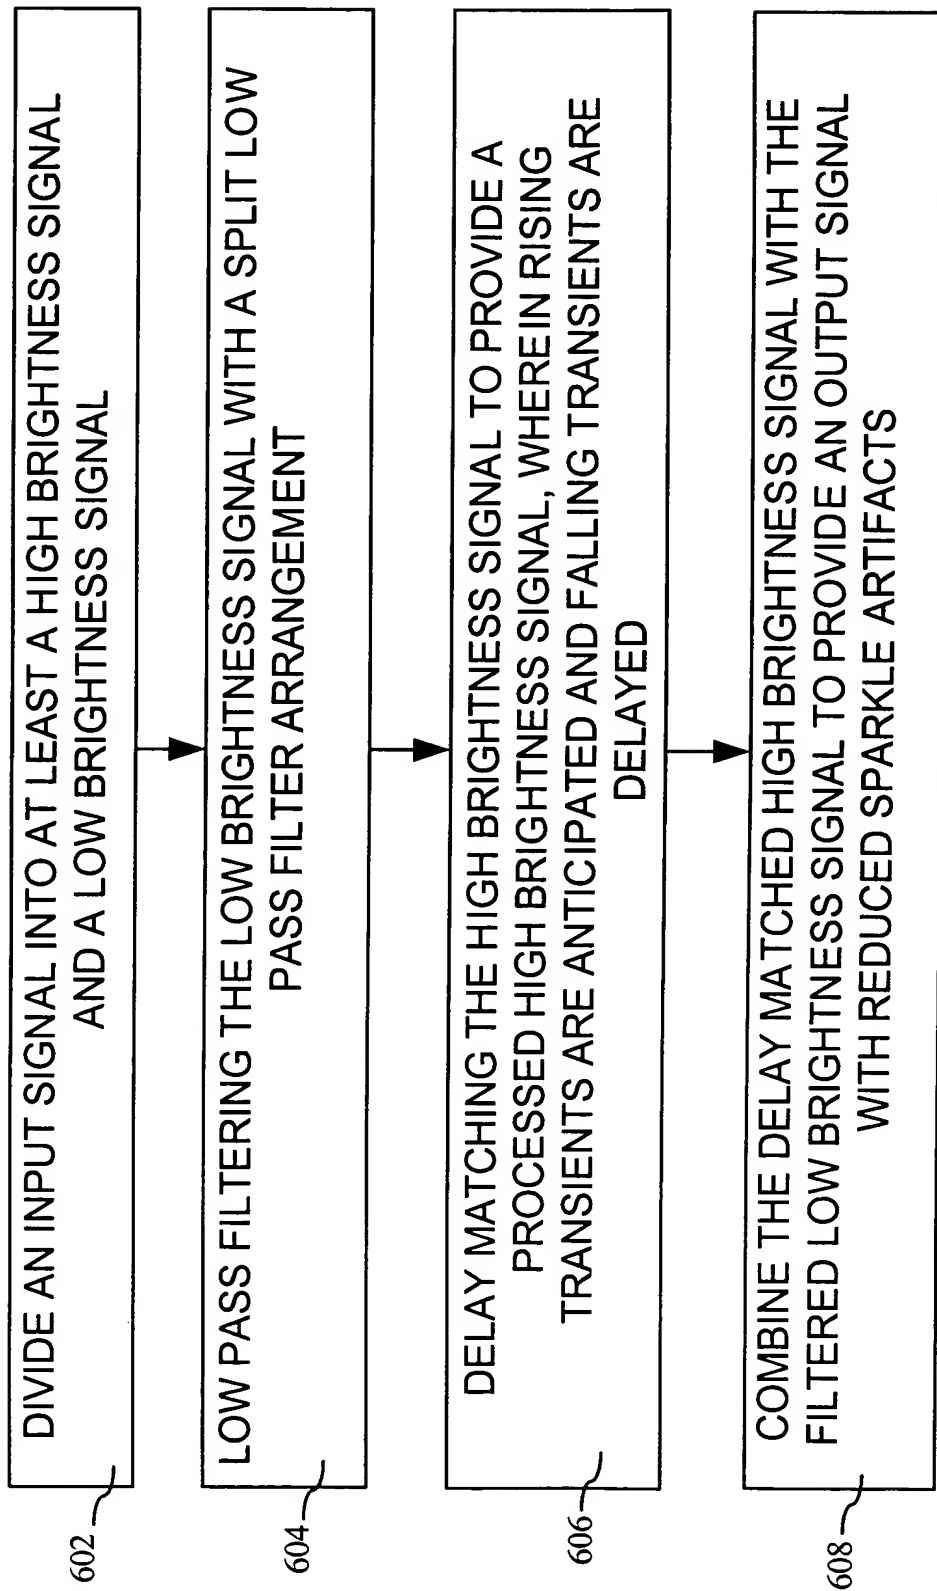 DIVIDE AN INPUT SIGNAL INTO AT LEAST A HIGH BRIGHTNESS SIGNAL
AND A LOW BRIGHTNESS SIGNAL
602
LOW PASS FILTERING THE LOW BRIGHTNESS SIGNAL WITH A SPLIT LOW
PASS FILTER ARRANGEMENT
604
DELAY MATCHING THE HIGH BRIGHTNESS SIGNAL TO PROVIDE A
PROCESSED HIGH BRIGHTNESS SIGNAL, WHEREIN RISING
TRANSIENTS ARE ANTICIPATED AND FALLING TRANSIENTS ARE
DELAYED
606
COMBINE THE DELAY MATCHED HIGH BRIGHTNESS SIGNAL WITH THE
FILTERED LOW BRIGHTNESS SIGNAL TO PROVIDE AN OUTPUT SIGNAL
WITH REDUCED SPARKLE ARTIFACTS
608